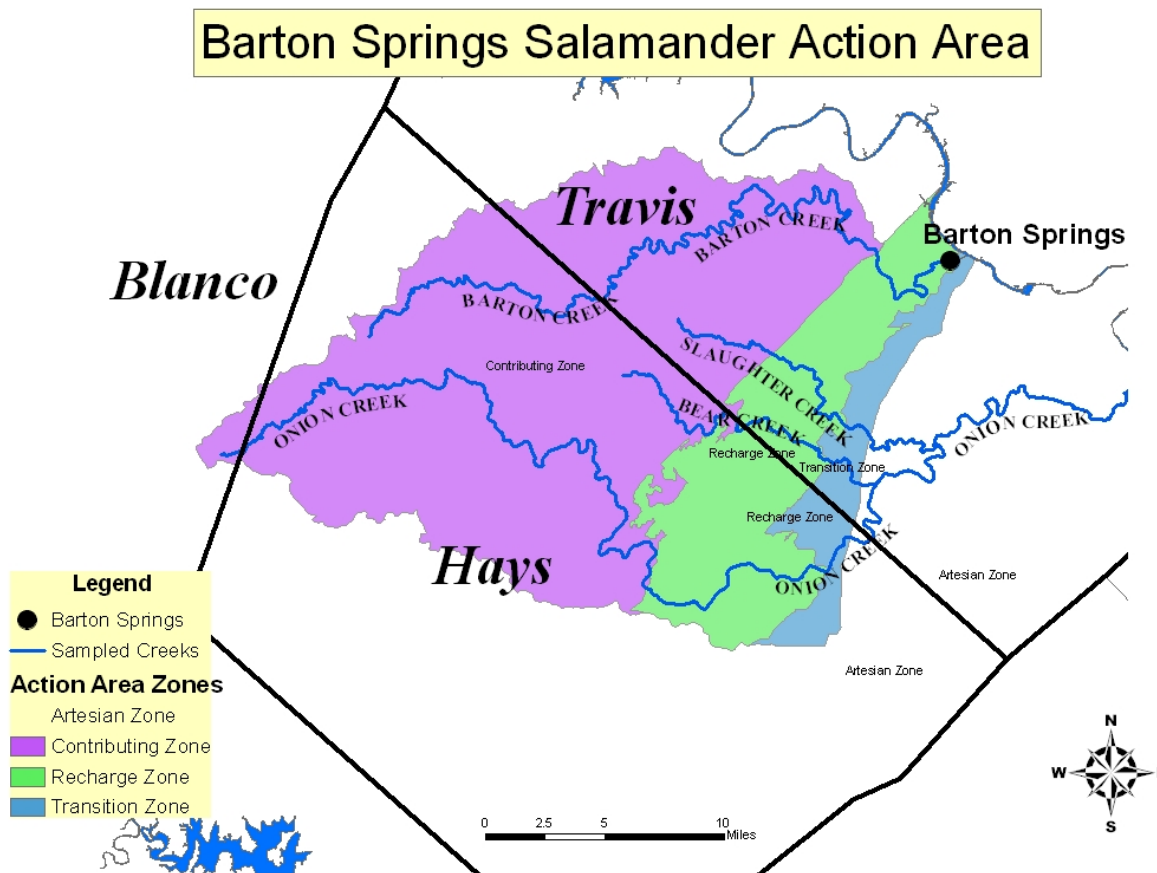 Barton Springs Salamander Action Area
Travis
BARTON CREEK
Barton Springs
Blanco
BARTON CREEK
SLAUGHTER CREEK
Contributing Zone
ONION CREEK
BEAR CREEK
ONION CREEK
Recharge Zone
Transition Zone
Recharge Zone
Hays
ONION CREEK
Artesian Zone
Artesian Zone
Legend
Barton Springs
Sampled Creeks
Action Area Zones
Artesian Zone
Contributing Zone
Recharge Zone
Transition Zone
0 2.5 5 10
Miles
N
W
S